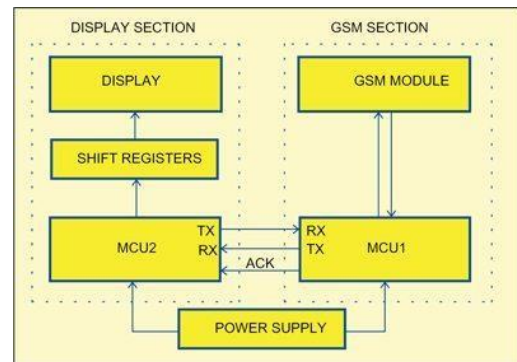 DISPLAY SECTION
GSM SECTION
DISPLAY
GSM MODULE
SHIFT REGISTERS
TX
RX
RX
TX
MCU2
MCU1
ACK
POWER SUPPLY